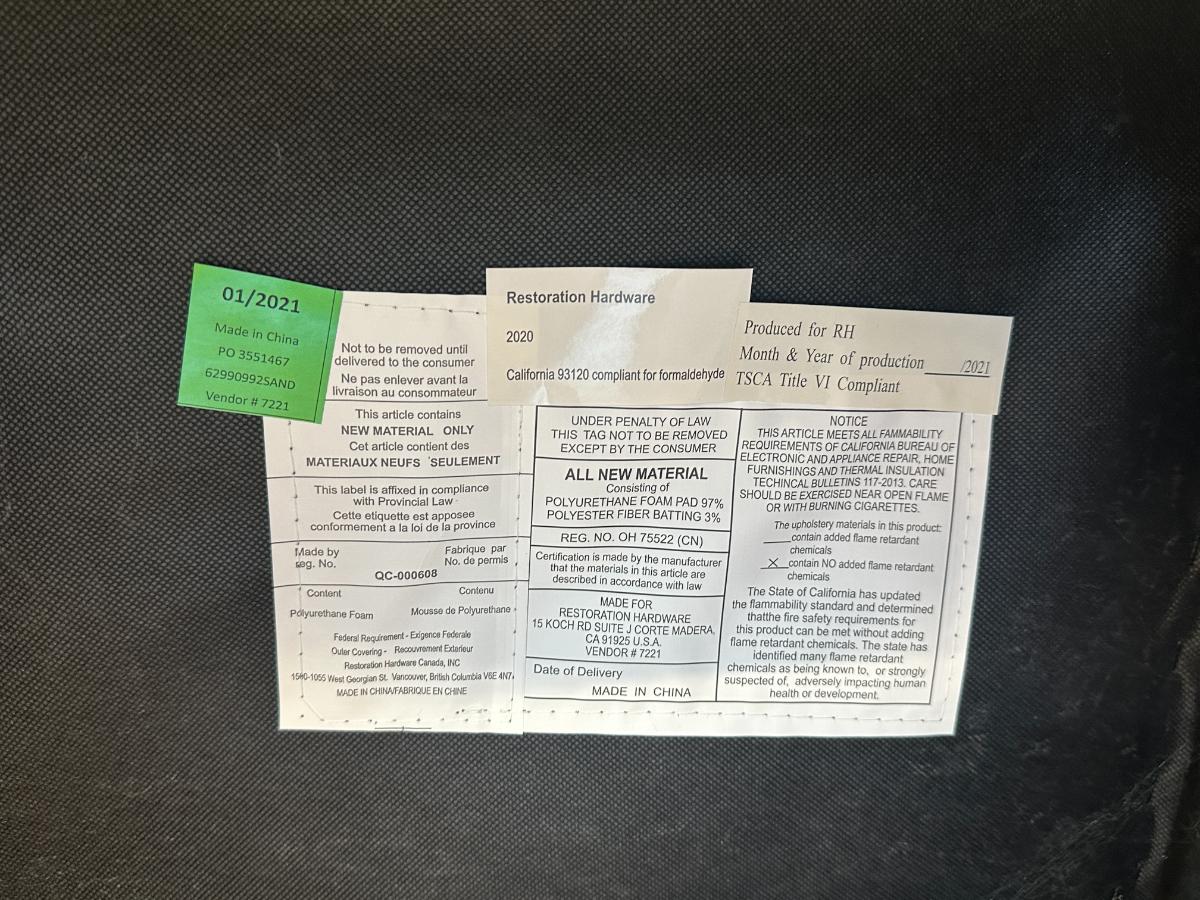 01/2021
Made in China
PO 3551467
62990992SAND
Vendor # 7221
Not to be removed until
delivered to the consumer
Ne pas enlever avant la
livraison au consommateur
This article contains
NEW MATERIAL ONLY
Cet article contient des
MATERIAUX NEUFS 'SEULEMENT
This label is affixed in compliance
with Provincial Law
Cette etiquette est apposee
conformement a la loi de la province
Made by
seg. No.
Fabrique par
No. de permis
QC-000608
Content
Contenu
Polyurethane Foam
Mousse de Polyurethane
Federal Requirement - Exigence Federale
Outer Covering - Recouvrement Exterieur
Restoration Hardware Canada, INC
1500-1055 West Georgian St. Vancouver, British Columbia V6E 4N7
MADE IN CHINA/FABRIQUE EN CHINE
Restoration Hardware
2020
California 93120 compliant for formaldehyde
Produced for RH
Month & Year of production_____/2021
TSCA Title VI Compliant
UNDER PENALTY OF LAW
THIS TAG NOT TO BE REMOVED
EXCEPT BY THE CONSUMER
ALL NEW MATERIAL
Consisting of
POLYURETHANE FOAM PAD 97%
POLYESTER FIBER BATTING 3%
REG. NO. OH 75522 (CN)
Certification is made by the manufacturer
that the materials in this article are
described in accordance with law
MADE FOR
RESTORATION HARDWARE
15 KOCH RD SUITE J CORTE MADERA,
CA 91925 U.S.A.
VENDOR # 7221
Date of Delivery
MADE IN CHINA
NOTICE
THIS ARTICLE MEETS ALL FAMMABILITY
REQUIREMENTS OF CALIFORNIA BUREAU OF
ELECTRONIC AND APPLIANCE REPAIR, HOME
FURNISHINGS AND THERMAL INSULATION
TECHINCAL BULLETINS 117-2013. CARE
SHOULD BE EXERCISED NEAR OPEN FLAME
OR WITH BURNING CIGARETTES.
The upholstery materials in this product:
____contain added flame retardant
chemicals
__X__contain NO added flame retardant
chemicals
The State of California has updated
the flammability standard and determined
thatthe fire safety requirements for
this product can be met without adding
flame retardant chemicals. The state has
identified many flame retardant
chemicals as being known to, or strongly
suspected of, adversely impacting human
health or development.